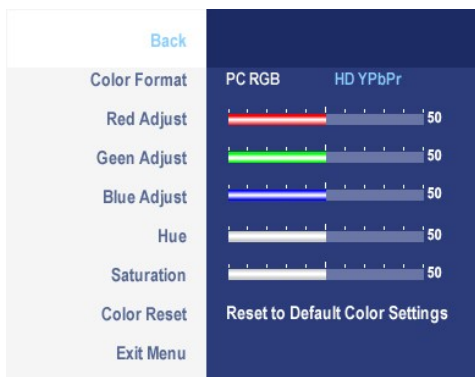 Back
Color Format PC RGB HD YPbPr
Red Adjust 50
Geen Adjust 50
Blue Adjust 50
Hue 50
Saturation 50
Color Reset Reset to Default Color Settings
Exit Menu